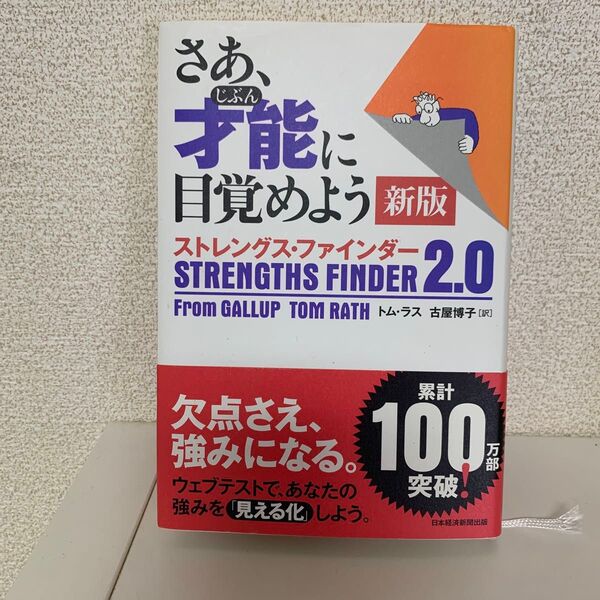 さあ、
じぶん
才能に
目覚めよう 新版
ストレングス・ファインダー
STRENGTHS FINDER 2.0
From GALLUP TOM RATH トム・ラス 古屋博子[訳]
欠点さえ、
強みになる。
ウェブテストで、あなたの
強みを「見える化」しよう。
累計
100万部
突破!
日本経済新聞出版